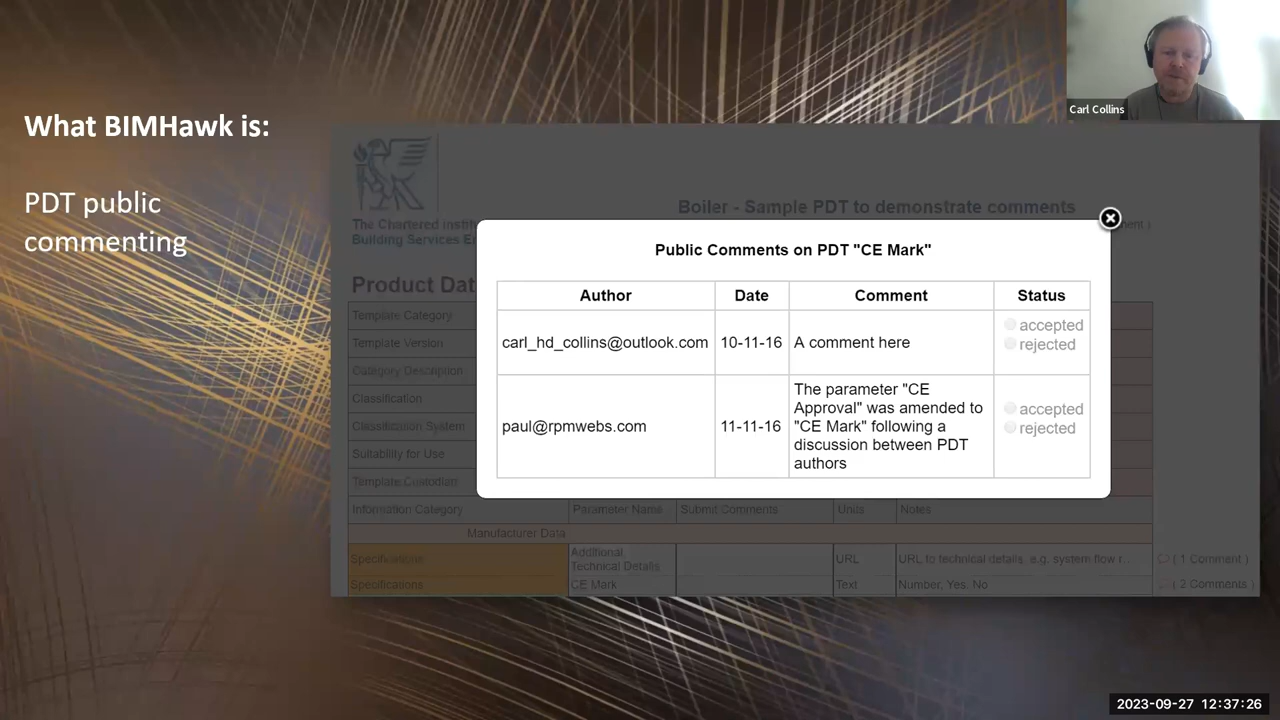 What BIMHawk is:
PDT public
commenting
Carl Collins
The Chartered Instit
Building Services En
Boiler - Sample PDT to demonstrate comments
Product Dat
Template Category
Template Version
Category Description
Classification
Classification System
Suitability for Use
Template Custodian
Public Comments on PDT "CE Mark"
Author Date Comment Status
carl_hd_collins@outlook.com 10-11-16 A comment here accepted
rejected
paul@rpmwebs.com 11-11-16
The parameter "CE
Approval" was amended to
"CE Mark" following a
discussion between PDT
authors
accepted
rejected
Information Category Parameter Name Submit Comments Units Notes
Manufacturer Data
Specifications Additional Technical Details URL URL to technical details. e.g. system flow r... ( 1 Comment )
Specifications CE Mark Text Number, Yes. No ( 2 Comments )
2023-09-27 12:37:26